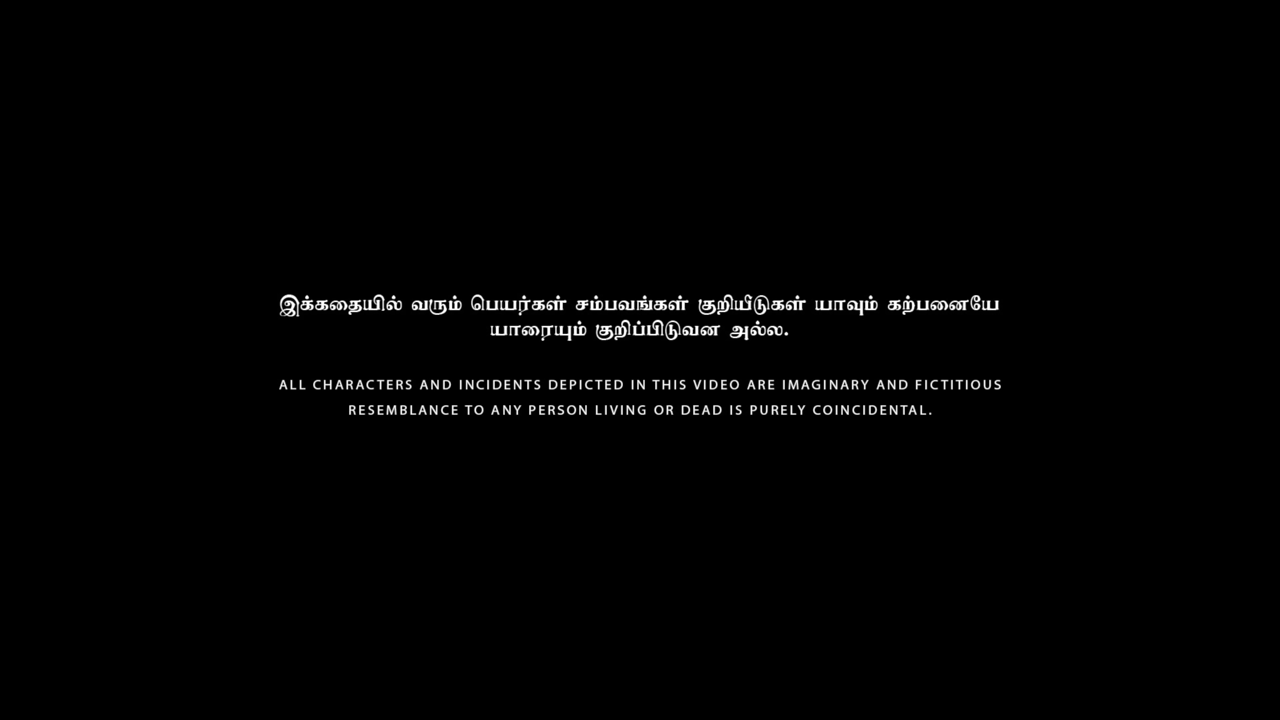 இக்கதையில் வரும் பெயர்கள் சம்பவங்கள் குறியீடுகள் யாவும் கற்பனையே
யாரையும் குறிப்பிடுவன அல்ல.
ALL CHARACTERS AND INCIDENTS DEPICTED IN THIS VIDEO ARE IMAGINARY AND FICTITIOUS
RESEMBLANCE TO ANY PERSON LIVING OR DEAD IS PURELY COINCIDENTAL.